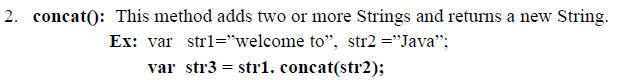 2. concat(): This method adds two or more Strings and returns a new String.
Ex: var str1=”welcome to”, str2 =”Java”;
var str3 = str1. concat(str2);